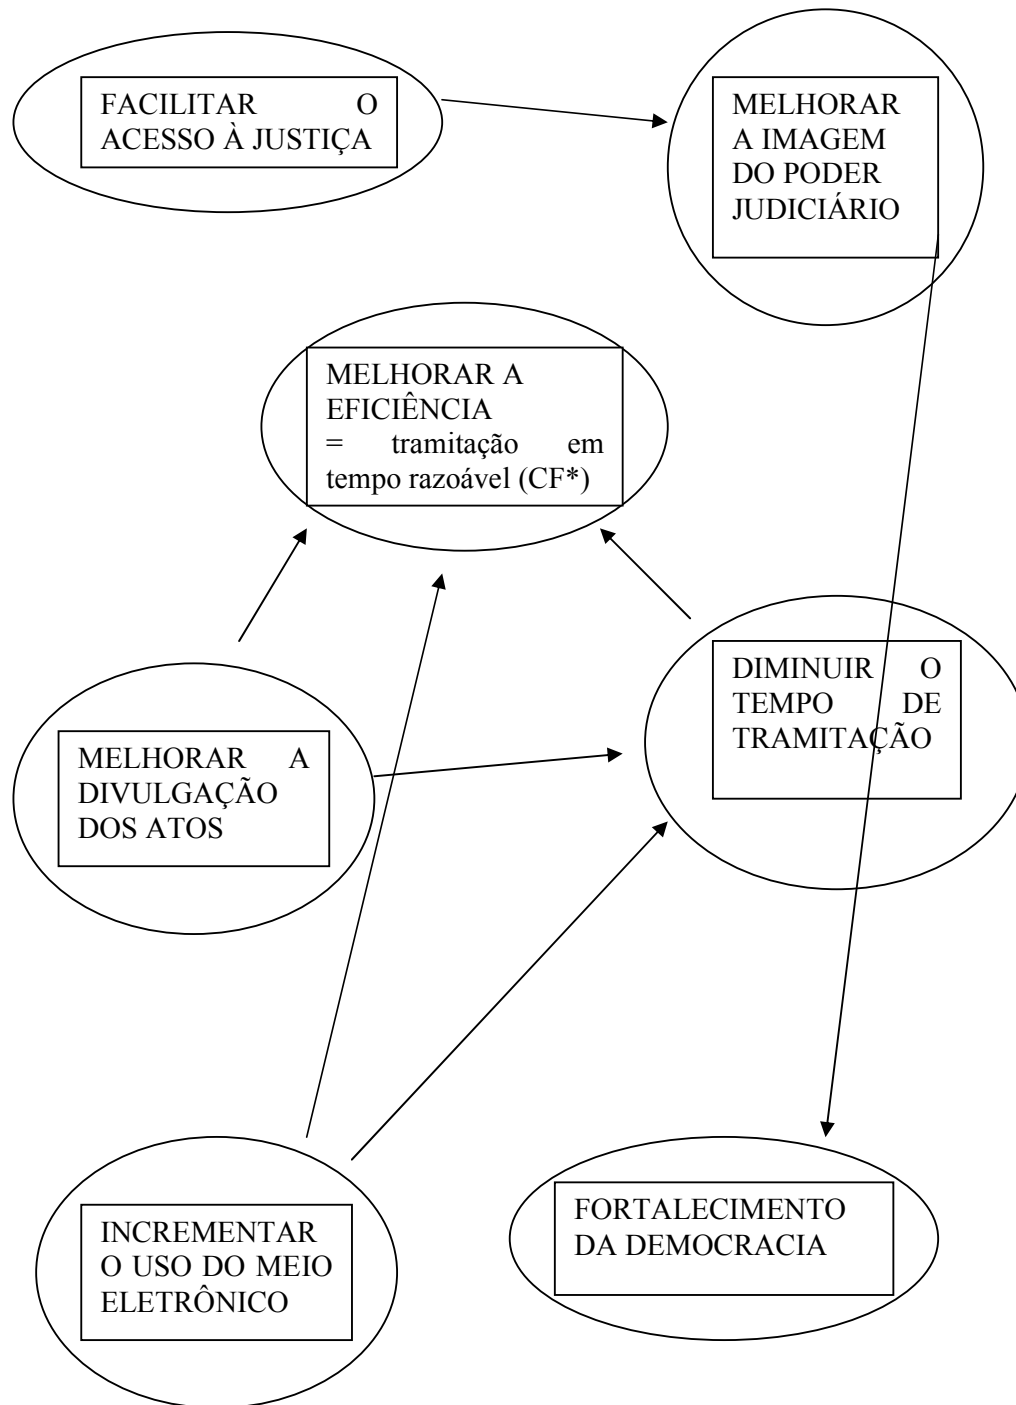 FACILITAR O
ACESSO À JUSTIÇA
MELHORAR
A IMAGEM
DO PODER
JUDICIÁRIO
MELHORAR A
EFICIÊNCIA
= tramitação em
tempo razoável (CF*)
DIMINUIR O
TEMPO DE
TRAMITAÇÃO
MELHORAR A
DIVULGAÇÃO
DOS ATOS
INCREMENTAR
O USO DO MEIO
ELETRÔNICO
FORTALECIMENTO
DA DEMOCRACIA